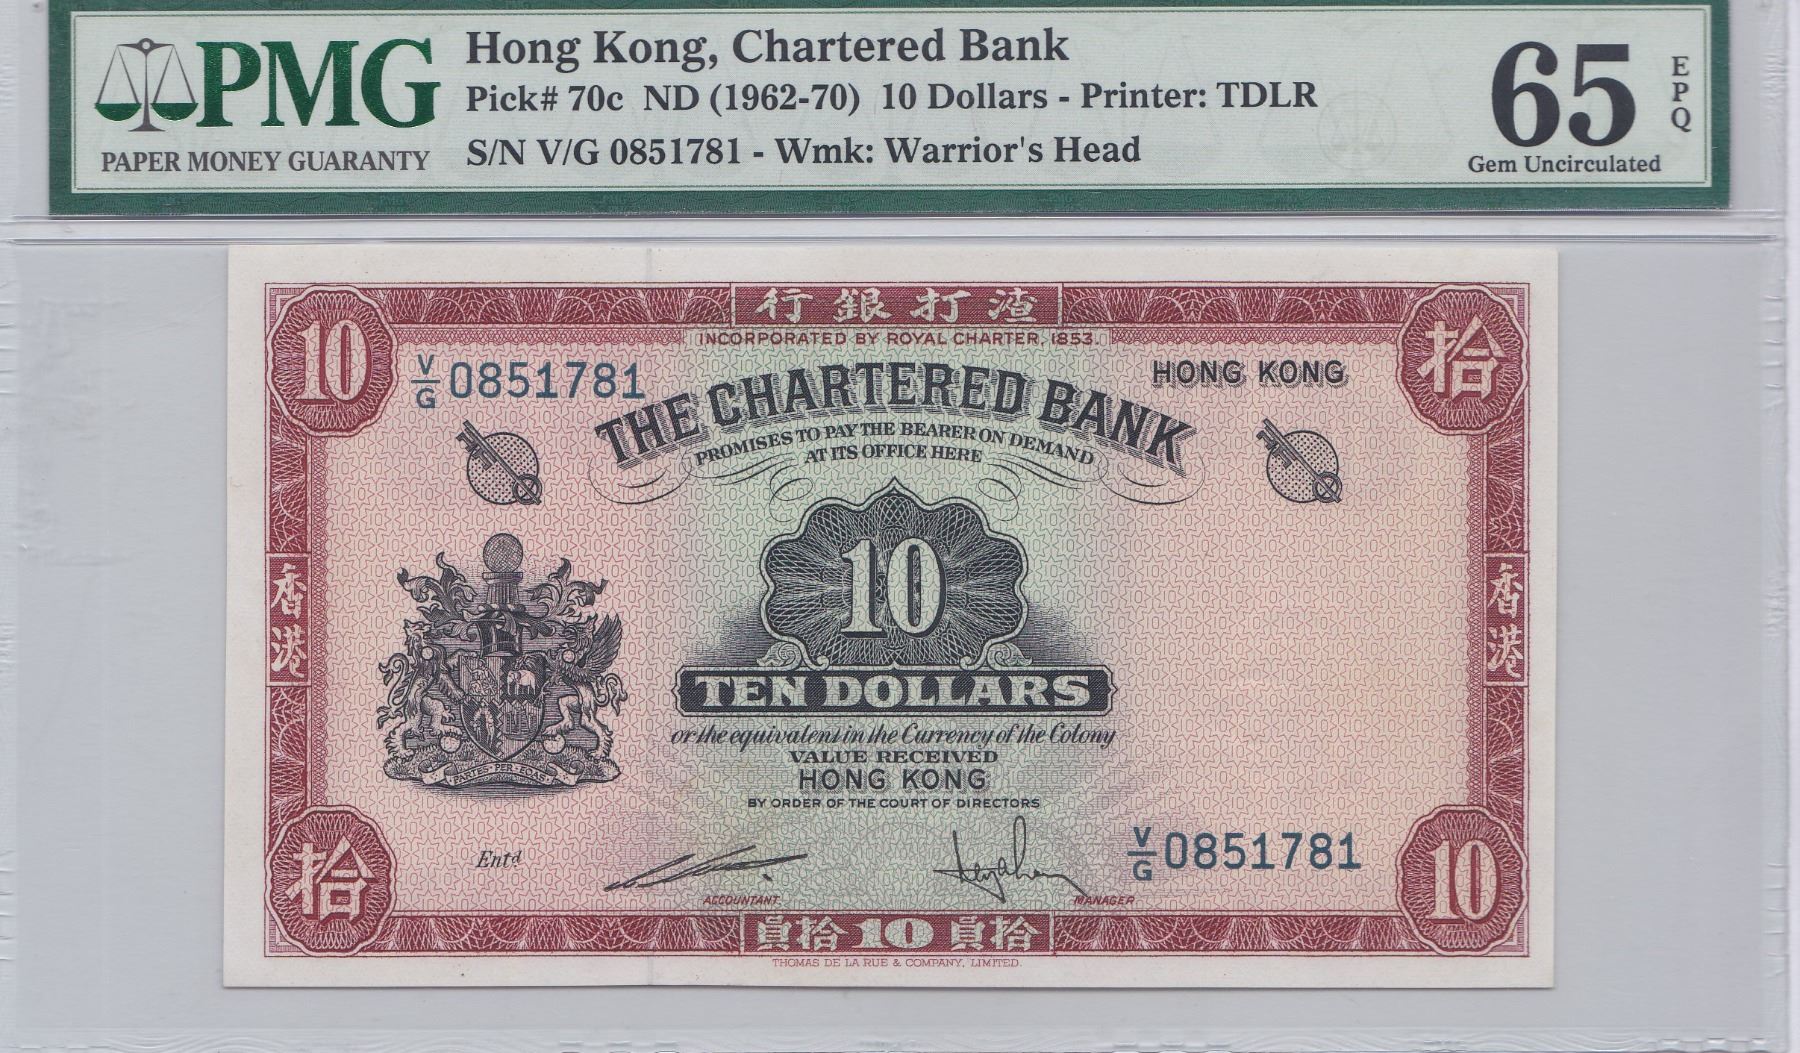 PMG
PAPER MONEY GUARANTY
Hong Kong, Chartered Bank
Pick# 70c ND (1962-70) 10 Dollars - Printer: TDLR
S/N V/G 0851781 - Wmk: Warrior's Head
65
EPQ
Gem Uncirculated
行銀打渣
INCORPORATED BY ROYAL CHARTER, 1853.
10
拾
V/G 0851781
HONG KONG
THE CHARTERED BANK
PROMISES TO PAY THE BEARER ON DEMAND
AT ITS OFFICE HERE
10
香港
香港
TEN DOLLARS
or the equivalent in the Currency of the Colony
VALUE RECEIVED
HONG KONG
BY ORDER OF THE COURT OF DIRECTORS
Entd
V/G 0851781
ACCOUNTANT
MANAGER
拾
10
員拾 10 員拾
THOMAS DE LA RUE & COMPANY, LIMITED.